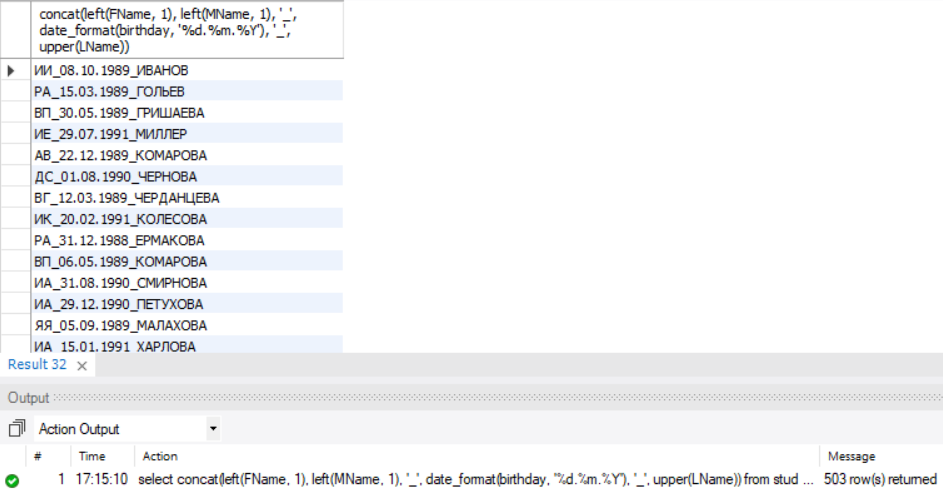 concat(left(FName, 1), left(MName, 1), '_',
date_format(birthday, '%d.%m.%Y'), '_',
upper(LName))
ИИ_08.10.1989_ИВАНОВ
РА_15.03.1989_ГОЛЬЕВ
ВП_30.05.1989_ГРИШАЕВА
ИЕ_29.07.1991_МИЛЛЕР
АВ_22.12.1989_КОМАРОВА
ДС_01.08.1990_ЧЕРНОВА
ВГ_12.03.1989_ЧЕРДАНЦЕВА
ИК_20.02.1991_КОЛЕСОВА
РА_31.12.1988_ЕРМАКОВА
ВП_06.05.1989_КОМАРОВА
ИА_31.08.1990_СМИРНОВА
ИА_29.12.1990_ПЕТУХОВА
ЯЯ_05.09.1989_МАЛАХОВА
ИА_15.01.1991_ХАРЛОВА
Result 32
Output
Action Output
# Time Action Message
1 17:15:10 select concat(left(FName, 1), left(MName, 1), '_', date_format(birthday, '%d.%m.%Y'), '_', upper(LName)) from stud ... 503 row(s) returned